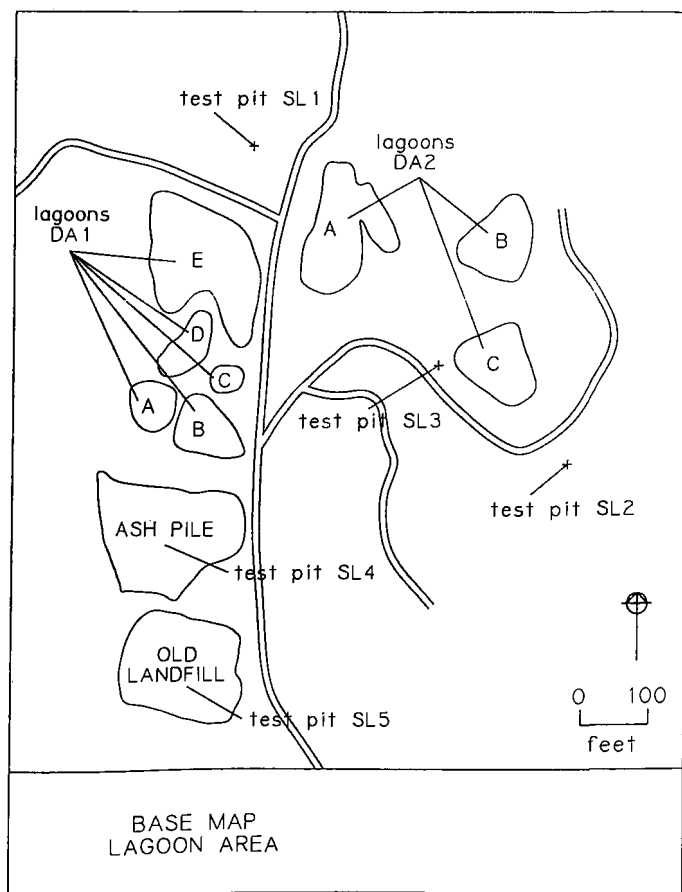 test pit SL1
lagoons
DA2
lagoons
DA1
A
B
E
D
C
C
A
B
test pit SL3
test pit SL2
ASH PILE
test pit SL4
OLD
LANDFILL
test pit SL5
0 100
feet
BASE MAP
LAGOON AREA